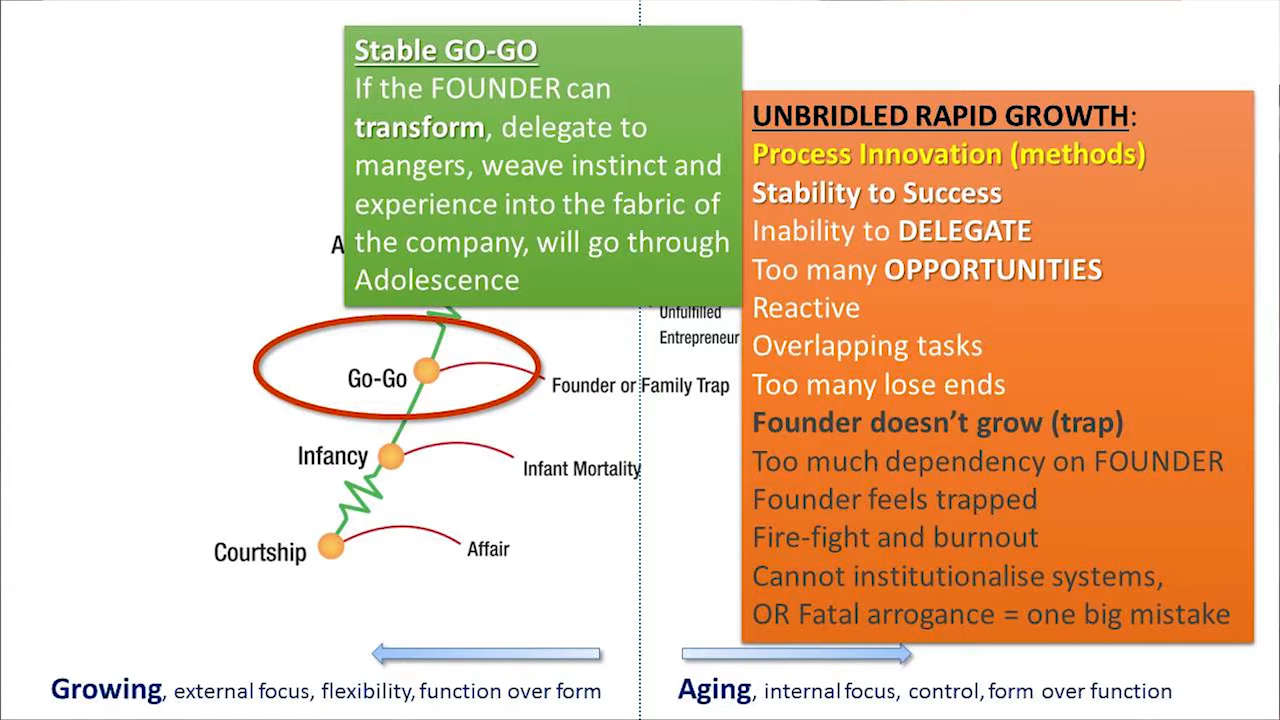 Stable GO-GO
If the FOUNDER can
transform, delegate to
mangers, weave instinct and
experience into the fabric of
the company, will go through
Adolescence
UNBRIDLED RAPID GROWTH:
Process Innovation (methods)
Stability to Success
Inability to DELEGATE
Too many OPPORTUNITIES
Reactive
Overlapping tasks
Too many lose ends
Founder doesn’t grow (trap)
Too much dependency on FOUNDER
Founder feels trapped
Fire-fight and burnout
Cannot institutionalise systems,
OR Fatal arrogance = one big mistake
A
Unfulfilled
Entrepreneur
Go-Go
Founder or Family Trap
Infancy
Infant Mortality
Courtship
Affair
Growing, external focus, flexibility, function over form
Aging, internal focus, control, form over function